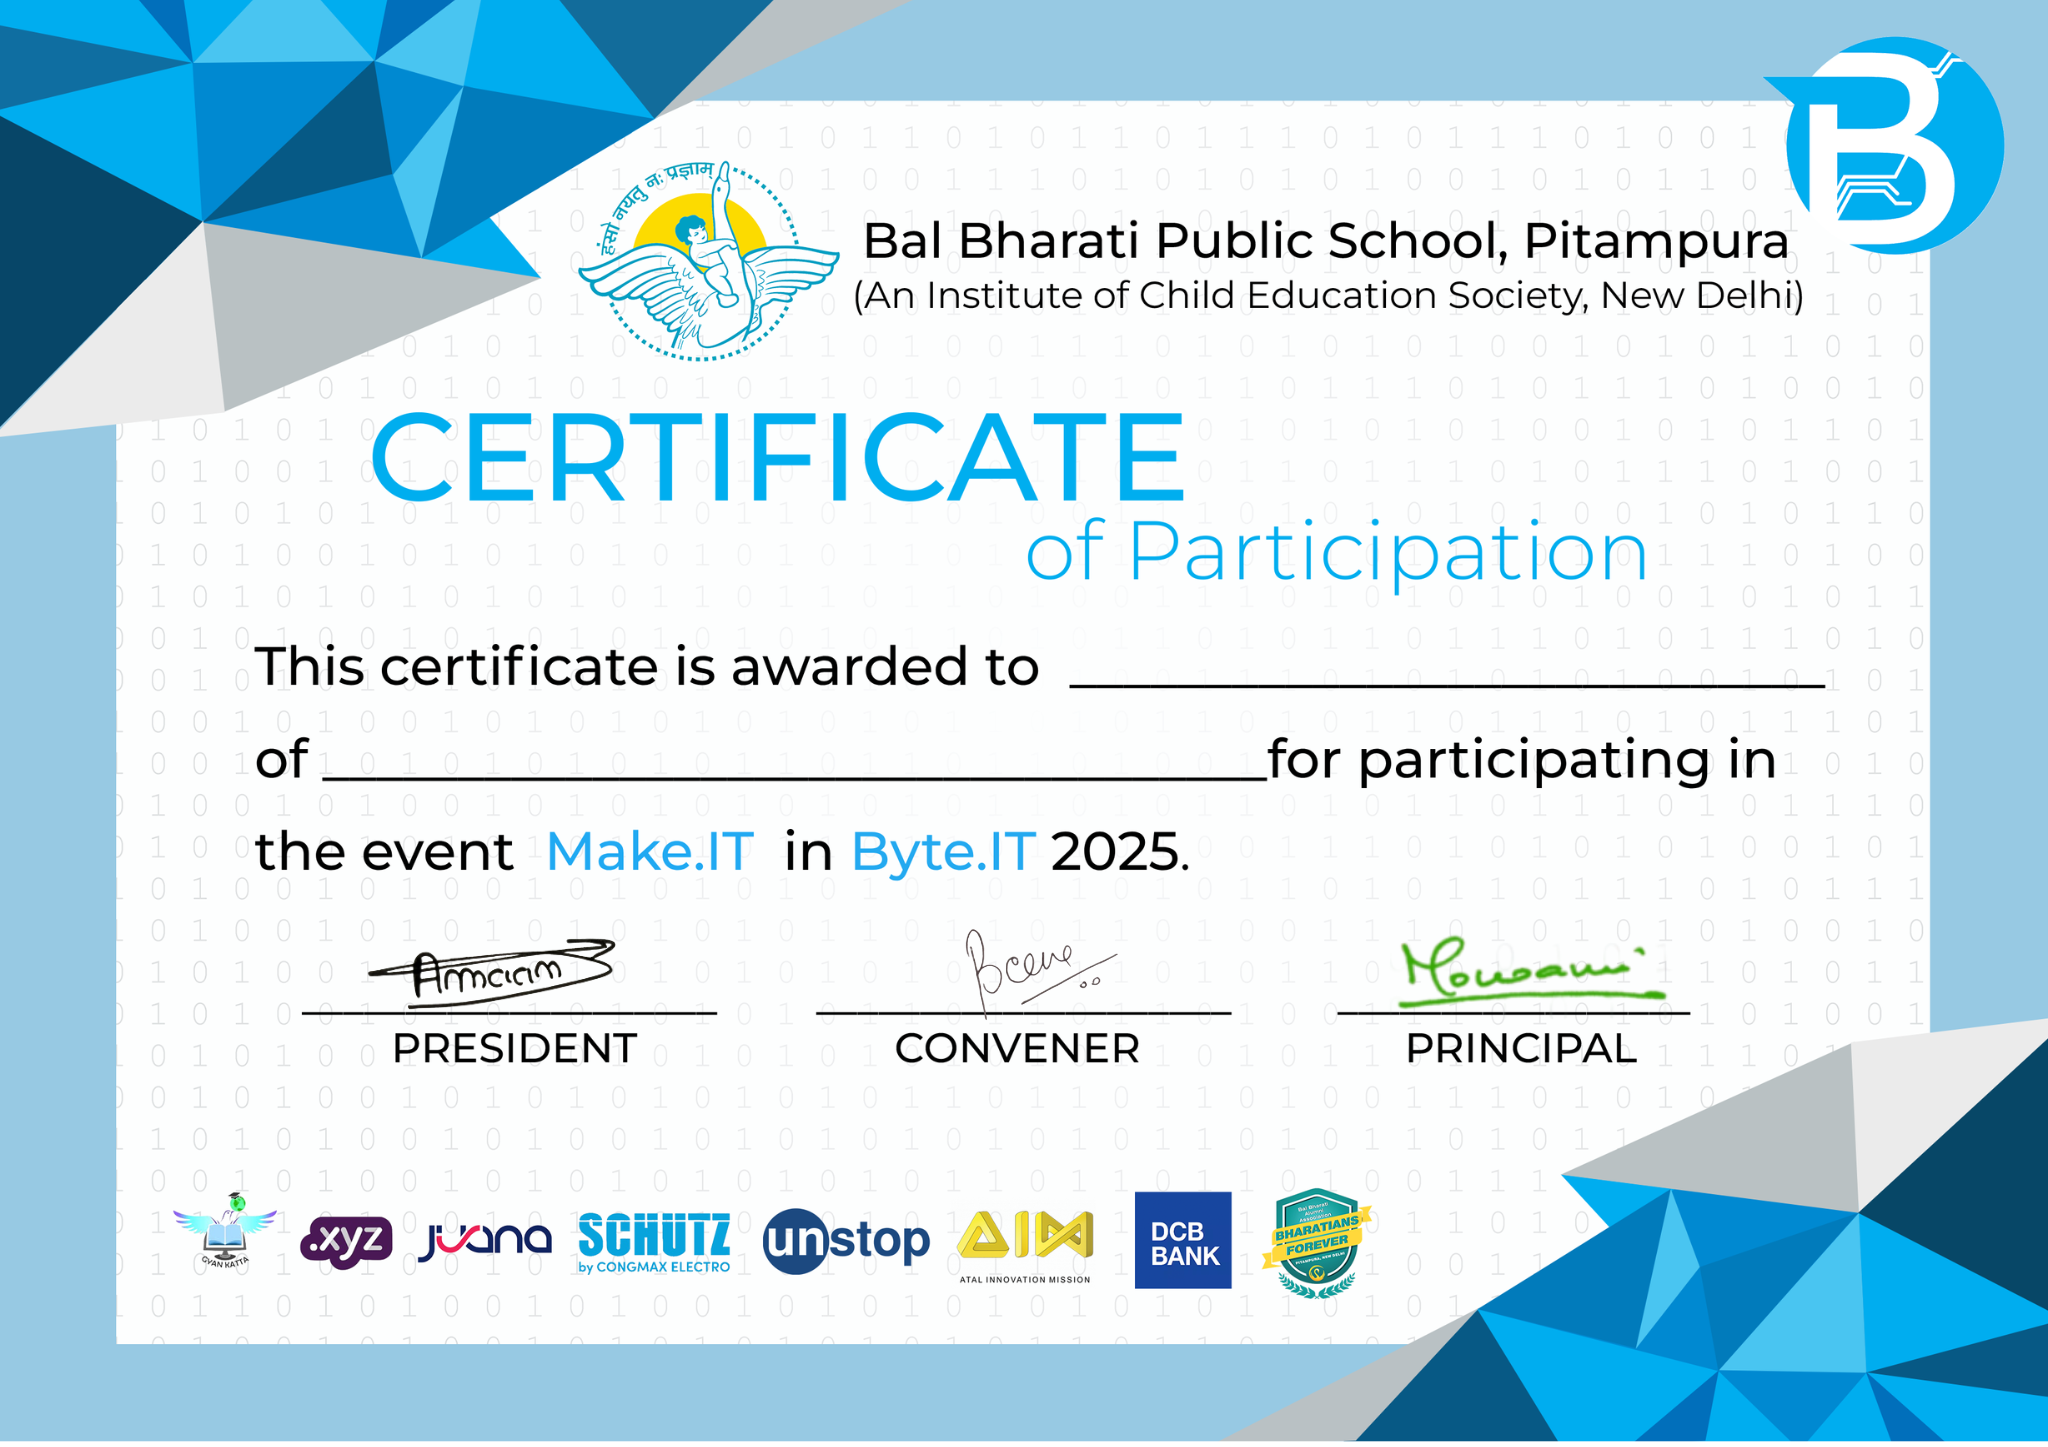 हंसो नयतु नः प्रज्ञाम्
B
Bal Bharati Public School, Pitampura
(An Institute of Child Education Society, New Delhi)
CERTIFICATE
of Participation
This certificate is awarded to
of for participating in
the event Make.IT in Byte.IT 2025.
PRESIDENT CONVENER PRINCIPAL
GYAN KATTA
.xyz
juana
SCHÜTZ
by CONGMAX ELECTRO
unstop
AIM
ATAL INNOVATION MISSION
DCB
BANK
Bal Bharati
Alumni
Association
BHARATIANS
FOREVER
PITAMPURA, NEW DELHI